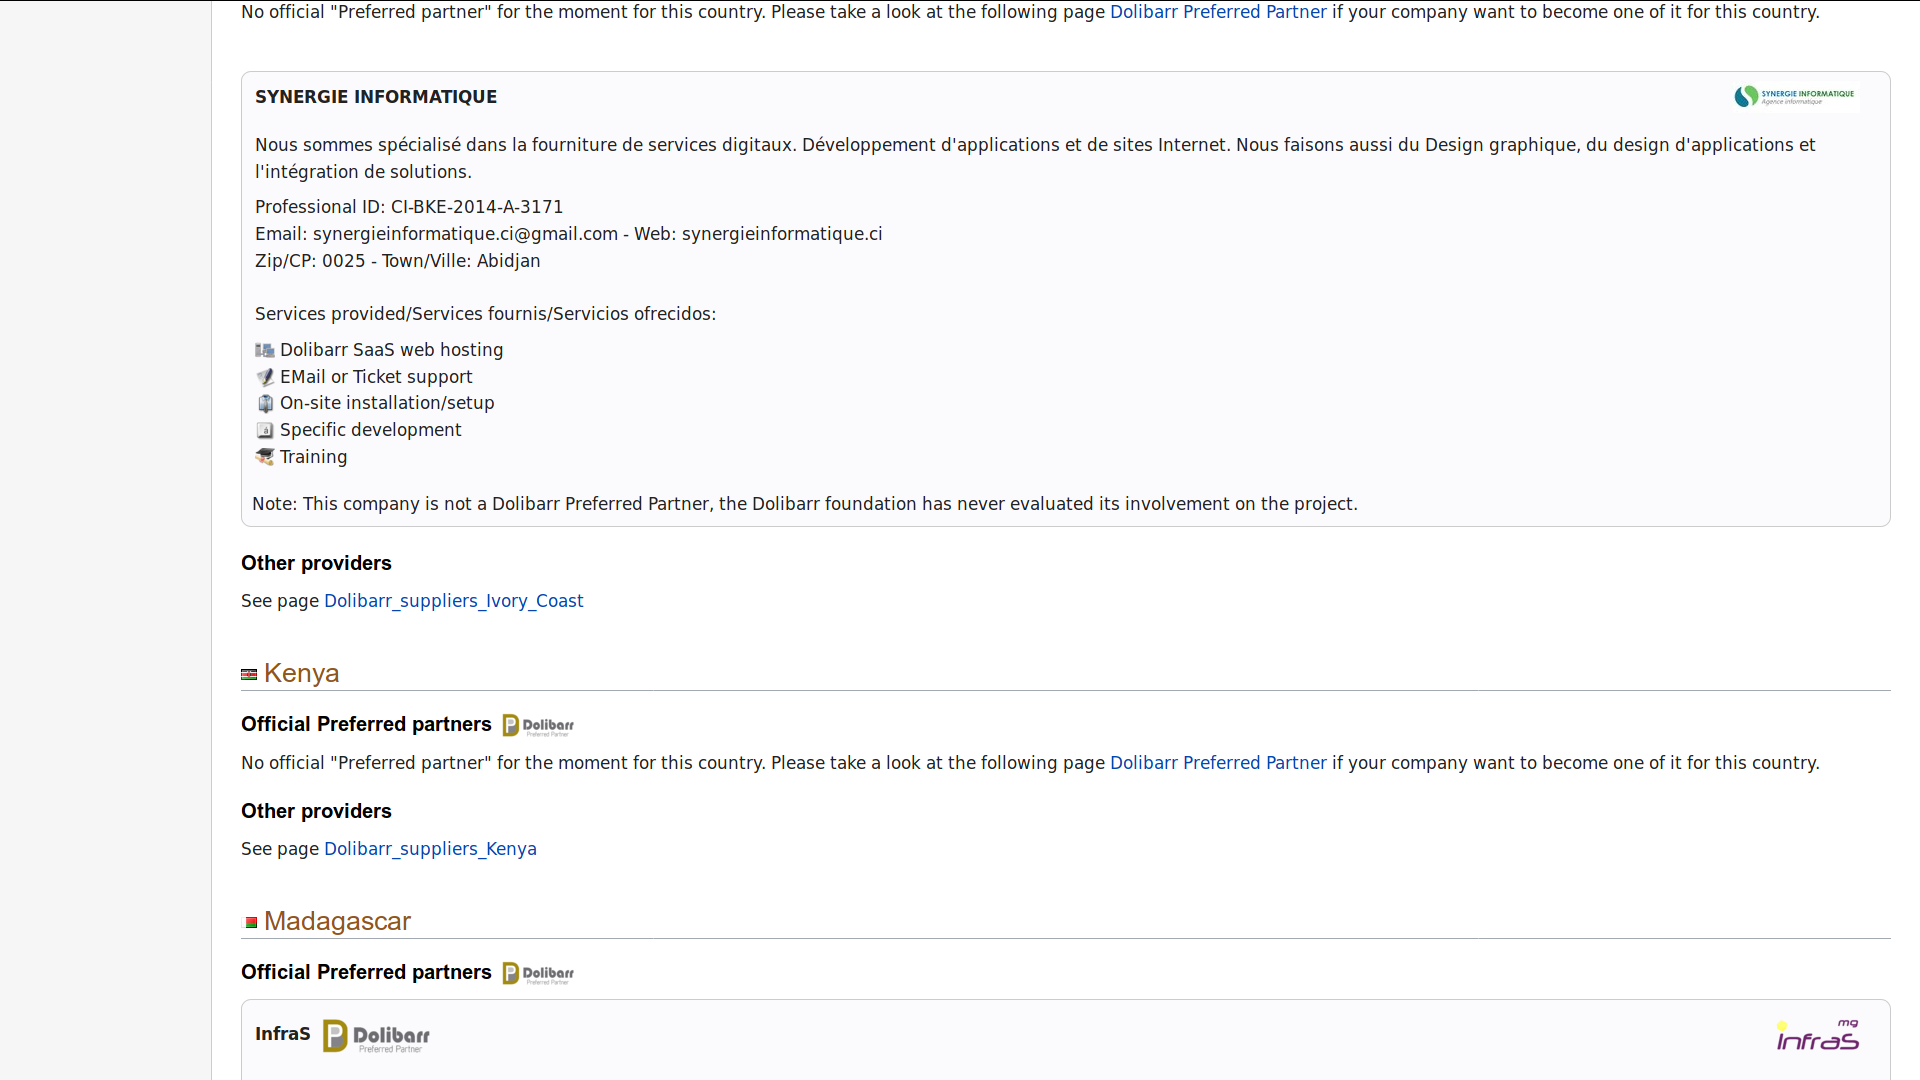 No official "Preferred partner" for the moment for this country. Please take a look at the following page Dolibarr Preferred Partner if your company want to become one of it for this country.
SYNERGIE INFORMATIQUE
SYNERGIE INFORMATIQUE
Agence informatique
Nous sommes spécialisé dans la fourniture de services digitaux. Développement d'applications et de sites Internet. Nous faisons aussi du Design graphique, du design d'applications et
l'intégration de solutions.
Professional ID: CI-BKE-2014-A-3171
Email: synergieinformatique.ci@gmail.com - Web: synergieinformatique.ci
Zip/CP: 0025 - Town/Ville: Abidjan
Services provided/Services fournis/Servicios ofrecidos:
Dolibarr SaaS web hosting
EMail or Ticket support
On-site installation/setup
Specific development
Training
Note: This company is not a Dolibarr Preferred Partner, the Dolibarr foundation has never evaluated its involvement on the project.
Other providers
See page Dolibarr_suppliers_Ivory_Coast
Kenya
Official Preferred partners Dolibarr
Preferred Partner
No official "Preferred partner" for the moment for this country. Please take a look at the following page Dolibarr Preferred Partner if your company want to become one of it for this country.
Other providers
See page Dolibarr_suppliers_Kenya
Madagascar
Official Preferred partners Dolibarr
Preferred Partner
InfraS Dolibarr
Preferred Partner
mg
infraS